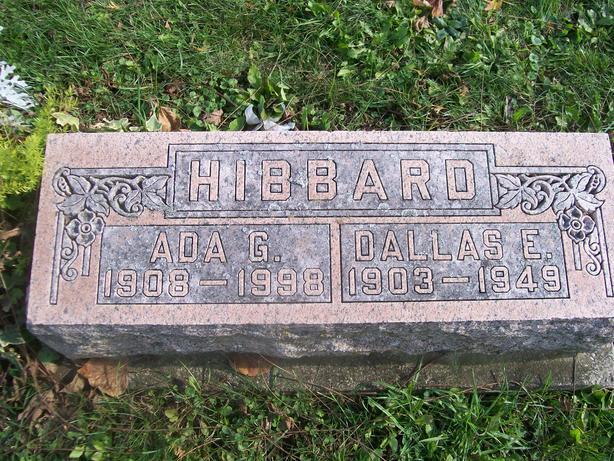 HIBBARD
ADA G.
1908 — 1998
DALLAS E.
1903 — 1949